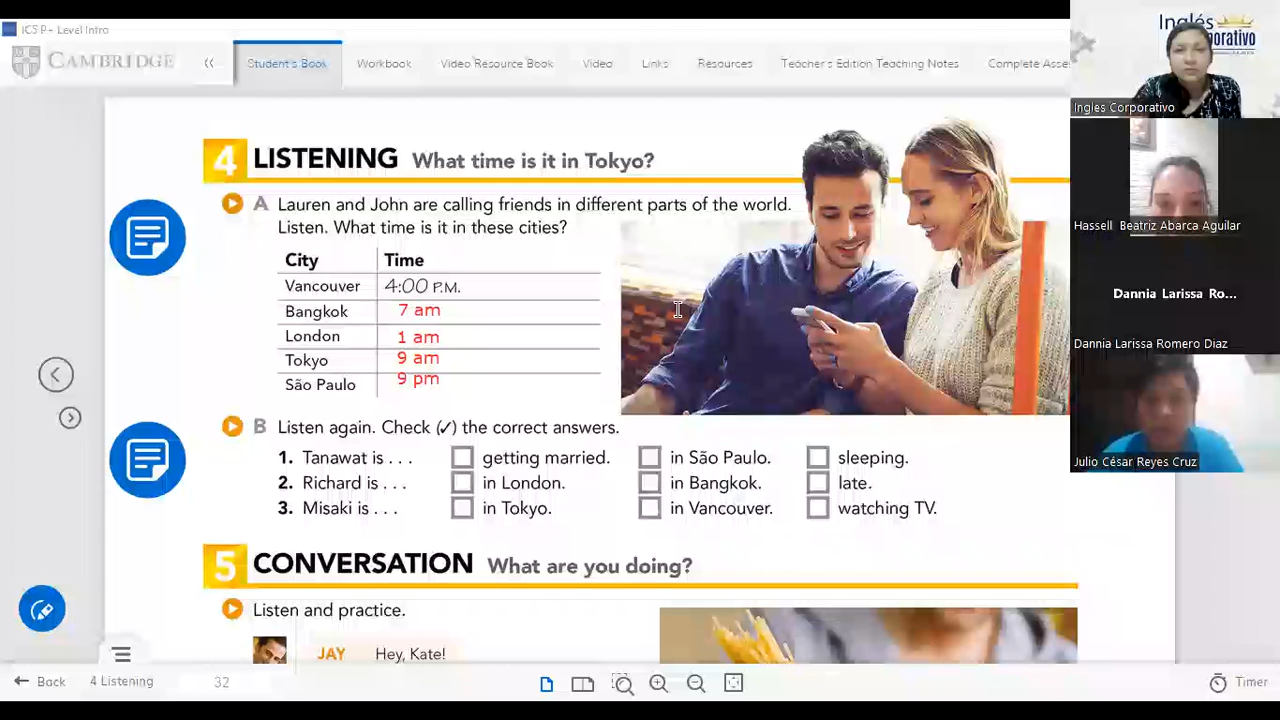 IC5 P - Level Intro
CAMBRIDGE
Student's Book
Workbook
Video Resource Book
Video
Links
Resources
Teacher's Edition Teaching Notes
Complete Asse
Inglés
porativo
Ingles Corporativo
4 LISTENING What time is it in Tokyo?
A Lauren and John are calling friends in different parts of the world.
Listen. What time is it in these cities?
City Time
Vancouver 4:00 P.M.
Bangkok 7 am
London 1 am
Tokyo 9 am
São Paulo 9 pm
Hassell Beatriz Abarca Aguilar
Dannia Larissa Ro...
Dannia Larissa Romero Diaz
Julio César Reyes Cruz
B Listen again. Check (✓) the correct answers.
1. Tanawat is . . . getting married. in São Paulo. sleeping.
2. Richard is . . . in London. in Bangkok. late.
3. Misaki is . . . in Tokyo. in Vancouver. watching TV.
5 CONVERSATION What are you doing?
Listen and practice.
JAY Hey, Kate!
Back
4 Listening
32
Timer